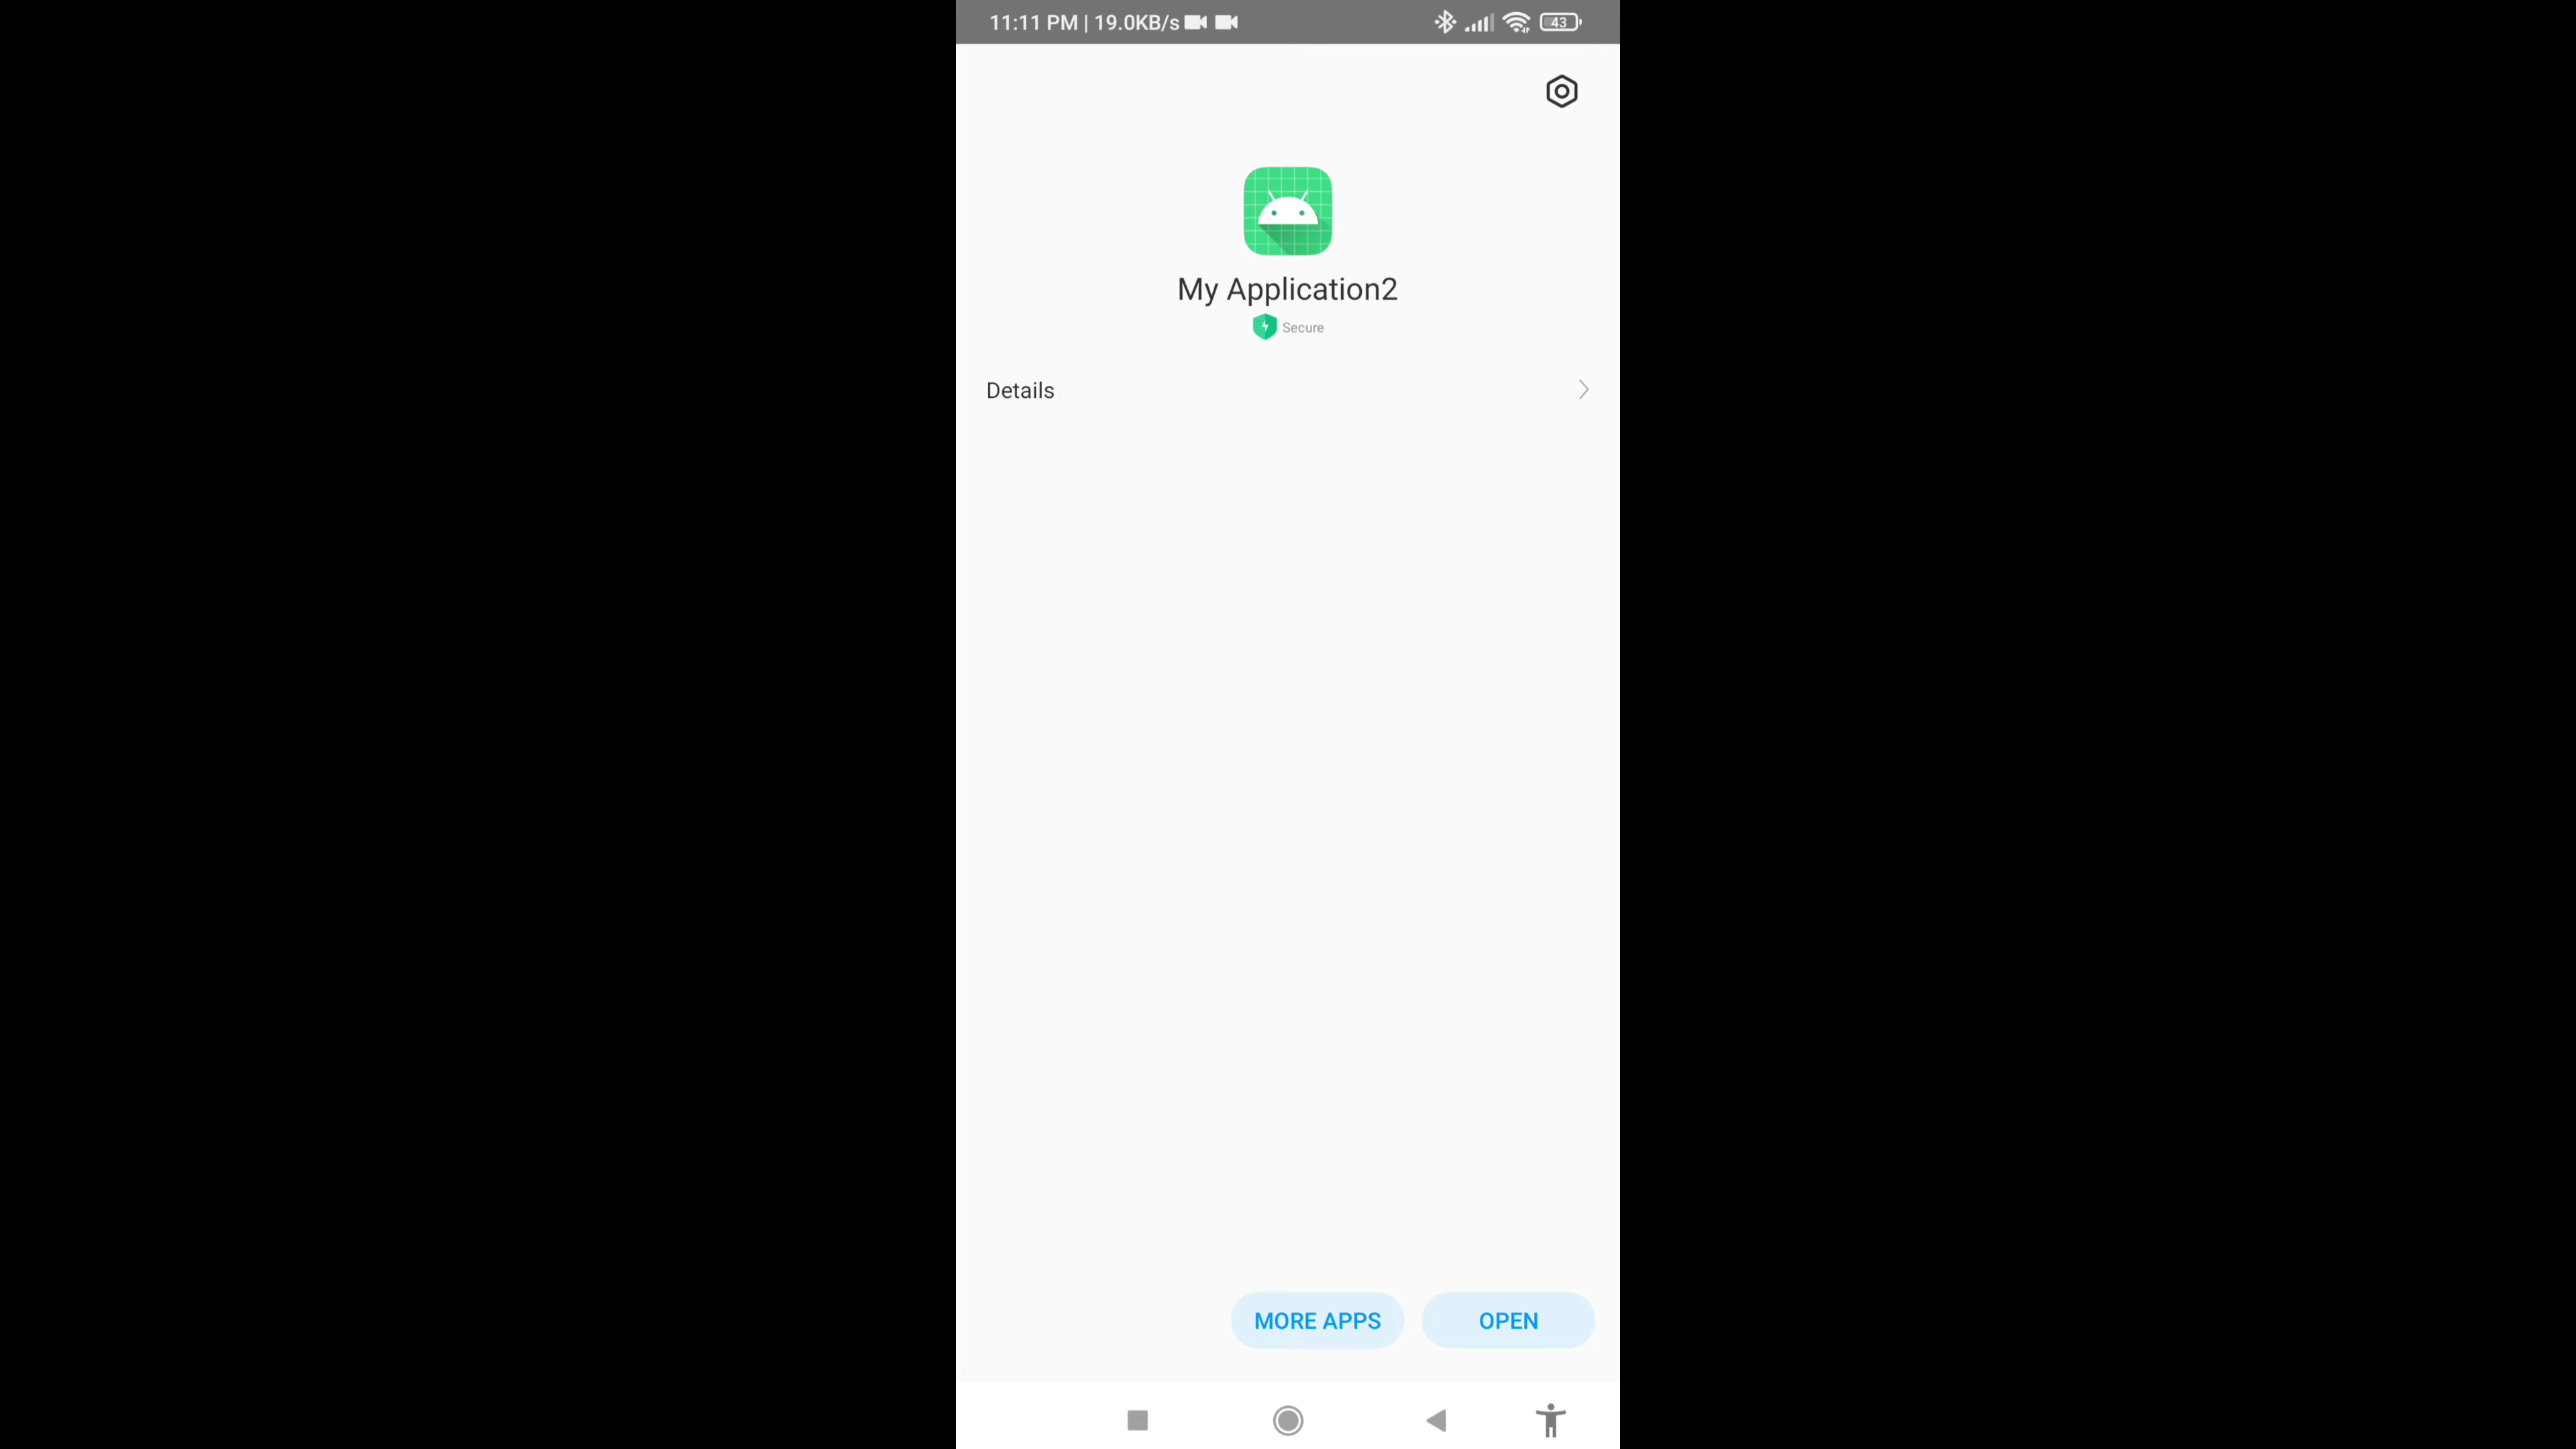 11:11 PM | 19.0KB/s 43
My Application2
Secure
Details
MORE APPS OPEN